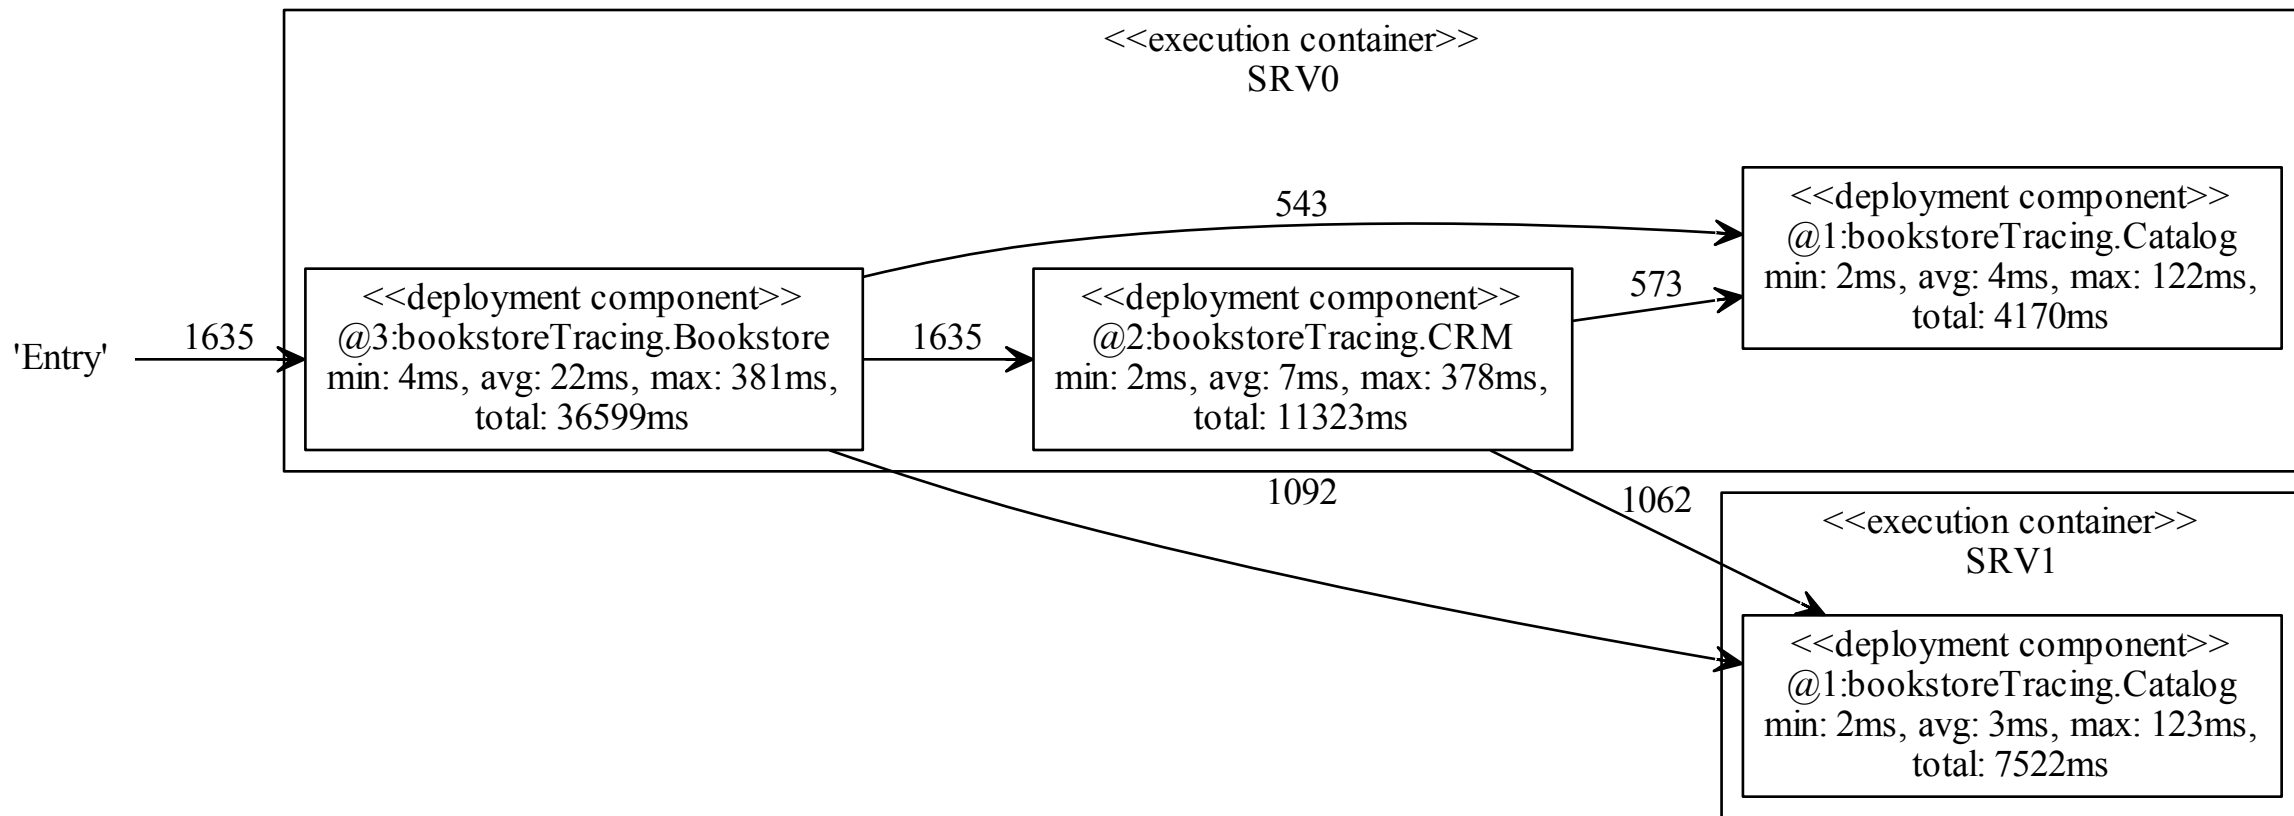 <<execution container>>
SRV0
'Entry'
1635
<<deployment component>>
@3:bookstoreTracing.Bookstore
min: 4ms, avg: 22ms, max: 381ms,
total: 36599ms
543
1635
<<deployment component>>
@2:bookstoreTracing.CRM
min: 2ms, avg: 7ms, max: 378ms,
total: 11323ms
573
<<deployment component>>
@1:bookstoreTracing.Catalog
min: 2ms, avg: 4ms, max: 122ms,
total: 4170ms
1092
1062
<<execution container>>
SRV1
<<deployment component>>
@1:bookstoreTracing.Catalog
min: 2ms, avg: 3ms, max: 123ms,
total: 7522ms